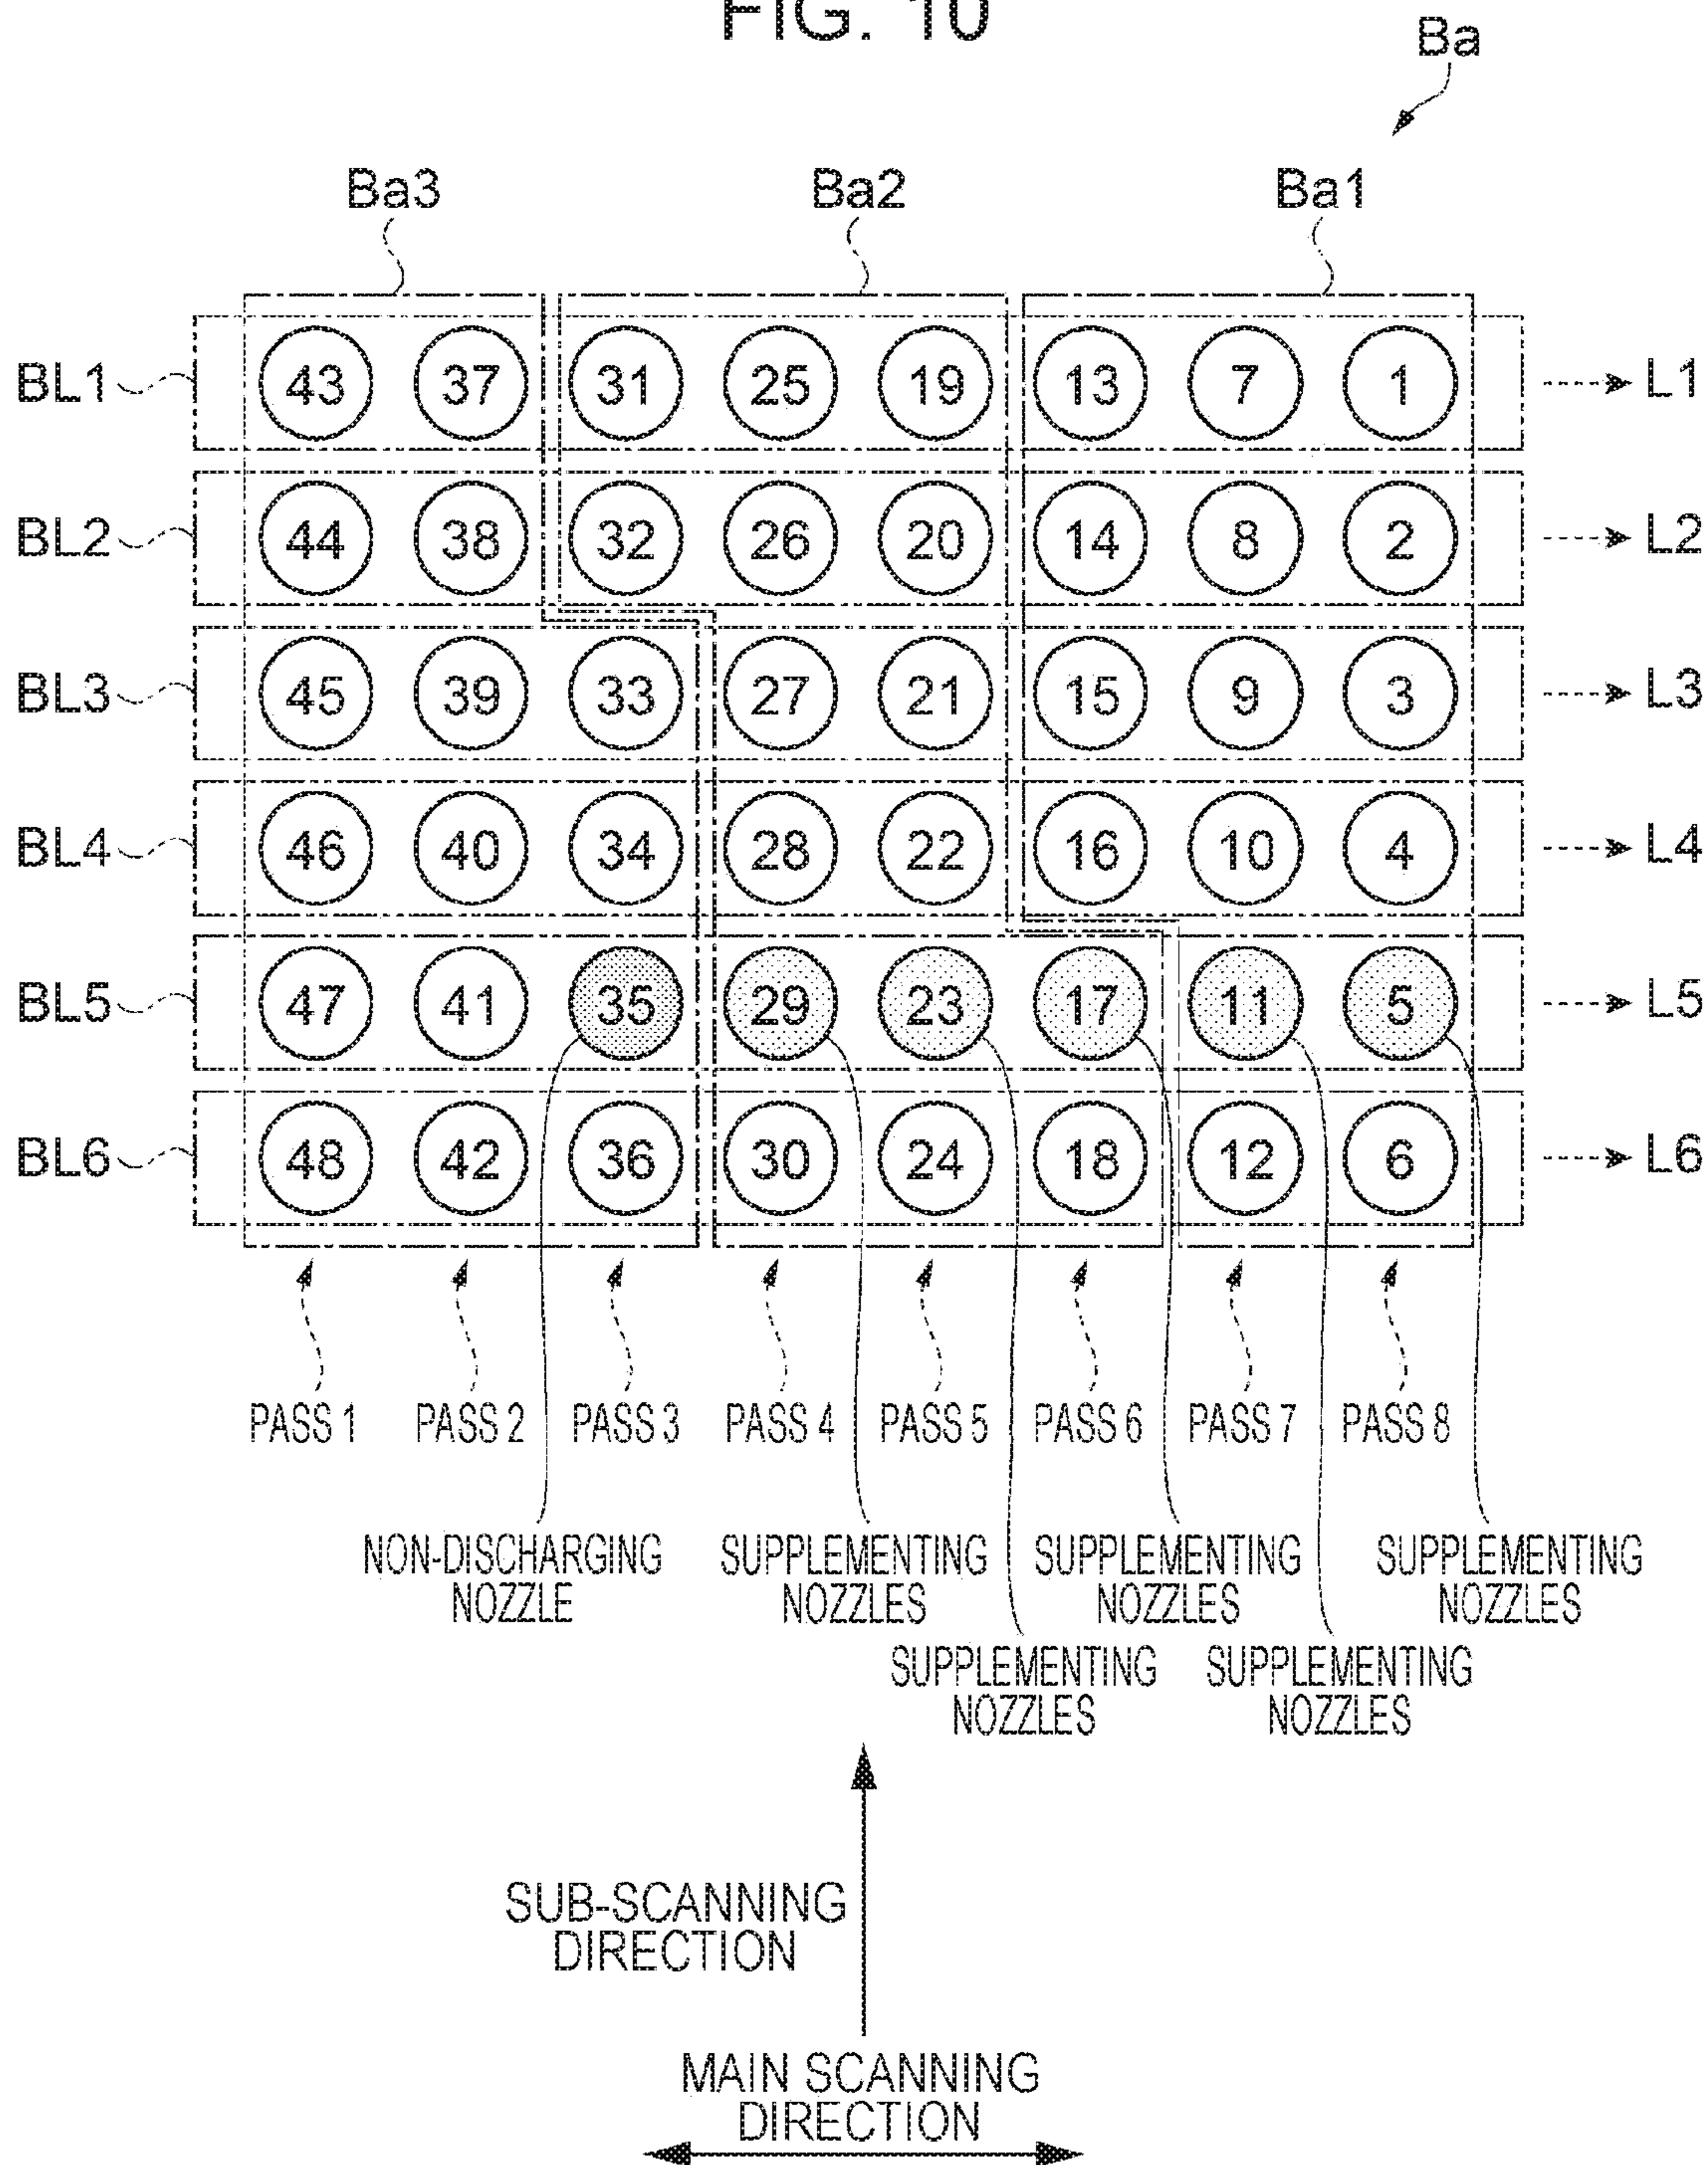 FIG. 10
Ba
Ba3 Ba2 Ba1
BL1 43 37 31 25 19 13 7 1 L1
BL2 44 38 32 26 20 14 8 2 L2
BL3 45 39 33 27 21 15 9 3 L3
BL4 46 40 34 28 22 16 10 4 L4
BL5 47 41 35 29 23 17 11 5 L5
BL6 48 42 36 30 24 18 12 6 L6
PASS 1 PASS 2 PASS 3 PASS 4 PASS 5 PASS 6 PASS 7 PASS 8
NON-DISCHARGING
NOZZLE
SUPPLEMENTING
NOZZLES
SUPPLEMENTING
NOZZLES
SUPPLEMENTING
NOZZLES
SUPPLEMENTING
NOZZLES
SUPPLEMENTING
NOZZLES
SUB-SCANNING
DIRECTION
MAIN SCANNING
DIRECTION